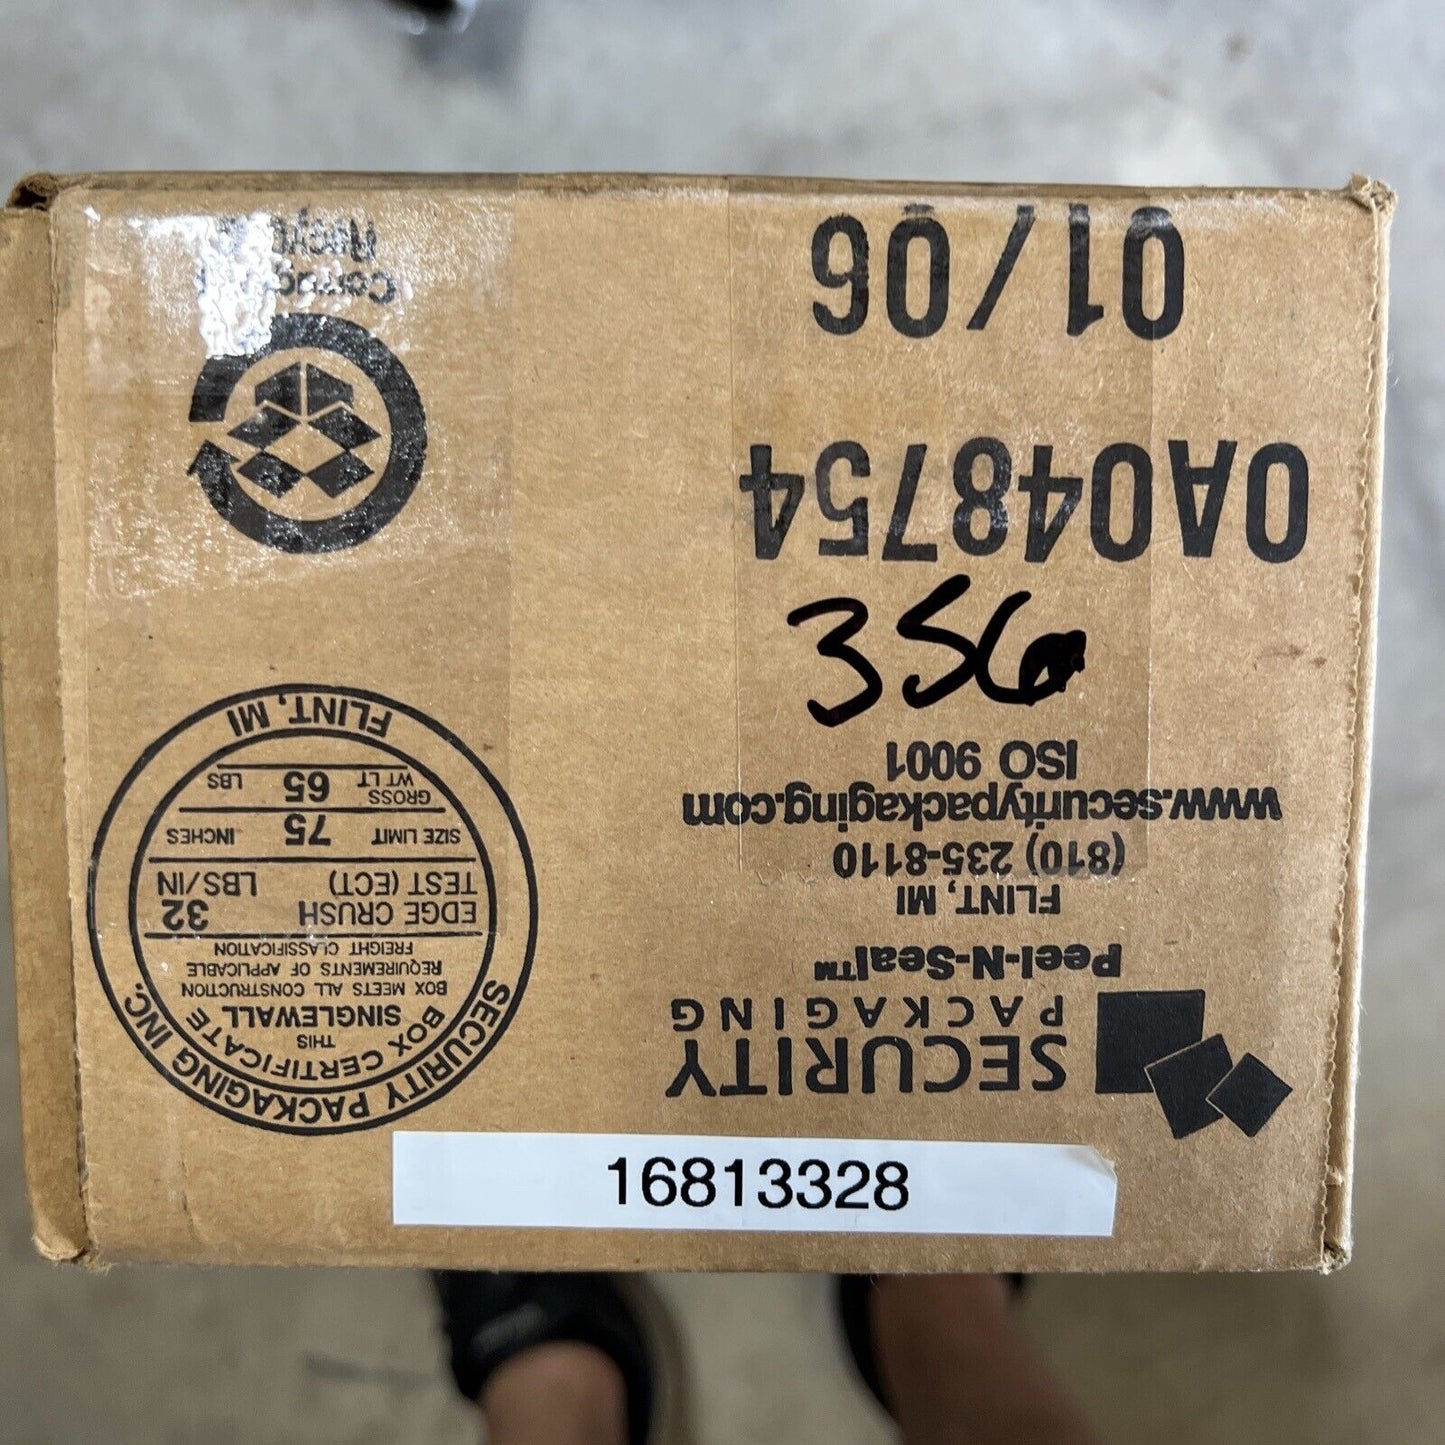 16813328
356
SECURITY
PACKAGING
Peel-N-Seal™
FLINT, MI
(810) 235-8110
www.securitypackaging.com
ISO 9001
0A048754
01/06
SECURITY PACKAGING INC.
BOX CERTIFICATE
THIS
SINGLEWALL
BOX MEETS ALL CONSTRUCTION
REQUIREMENTS OF APPLICABLE
FREIGHT CLASSIFICATION
EDGE CRUSH
TEST (ECT) 32 LBS/IN
SIZE LIMIT 75 INCHES
GROSS
WT LT 65 LBS
FLINT, MI